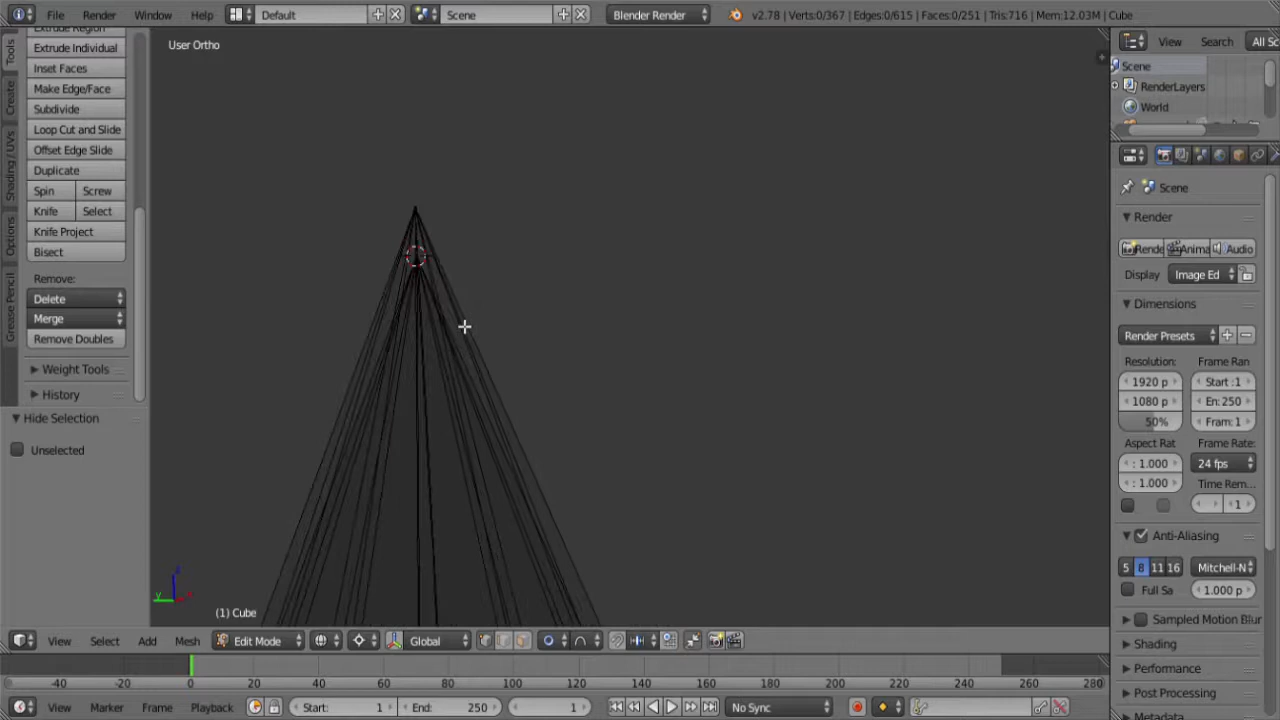 File Render Window Help Default Scene Blender Render v2.78 | Verts:0/367 | Edges:0/615 | Faces:0/251 | Tris:716 | Mem:12.03M | Cube
Extrude Region
Extrude Individual
Inset Faces
Make Edge/Face
Subdivide
Loop Cut and Slide
Offset Edge Slide
Duplicate
Spin Screw
Knife Select
Knife Project
Bisect
Remove:
Delete
Merge
Remove Doubles
Weight Tools
History
Hide Selection
Unselected
Tools
Create
Shading / UVs
Options
Grease Pencil
User Ortho
z
y
(1) Cube
View Search All Sc
Scene
RenderLayers
World
Scene
Render
Rende Anima Audio
Display Image Ed
Dimensions
Render Presets
Resolution: Frame Ran
1920 p Start :1
1080 p En: 250
50% Fram: 1
Aspect Rat Frame Rate:
: 1.000 24 fps
: 1.000 Time Rem...
1
Anti-Aliasing
5 8 11 16 Mitchell-N
Full Sa 1.000 p
Sampled Motion Blur
Shading
Performance
Post Processing
Metadata
View Select Add Mesh Edit Mode Global
-40 -20 0 20 40 60 80 100 120 140 160 180 200 220 240 260 280
View Marker Frame Playback Start: 1 End: 250 1 No Sync